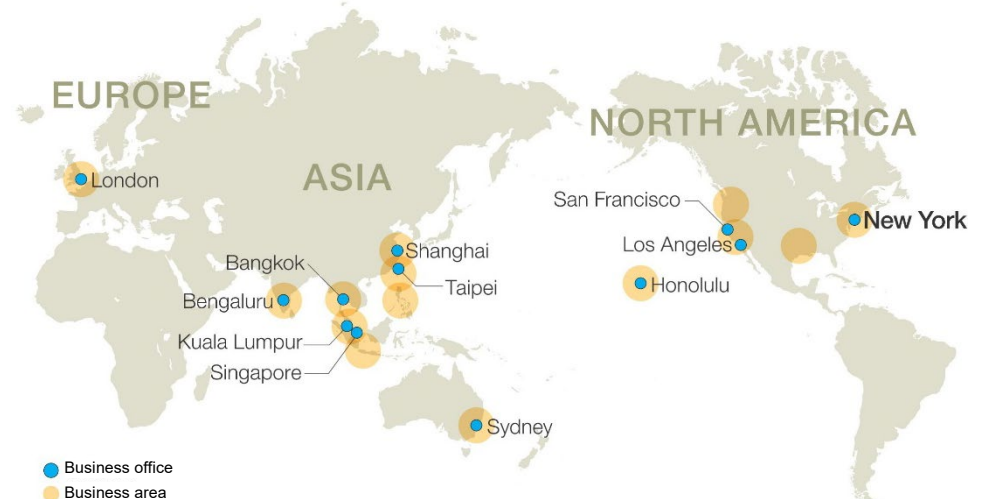 EUROPE
NORTH AMERICA
ASIA
London
San Francisco
New York
Los Angeles
Shanghai
Bangkok
Taipei
Honolulu
Bengaluru
Kuala Lumpur
Singapore
Sydney
Business office
Business area